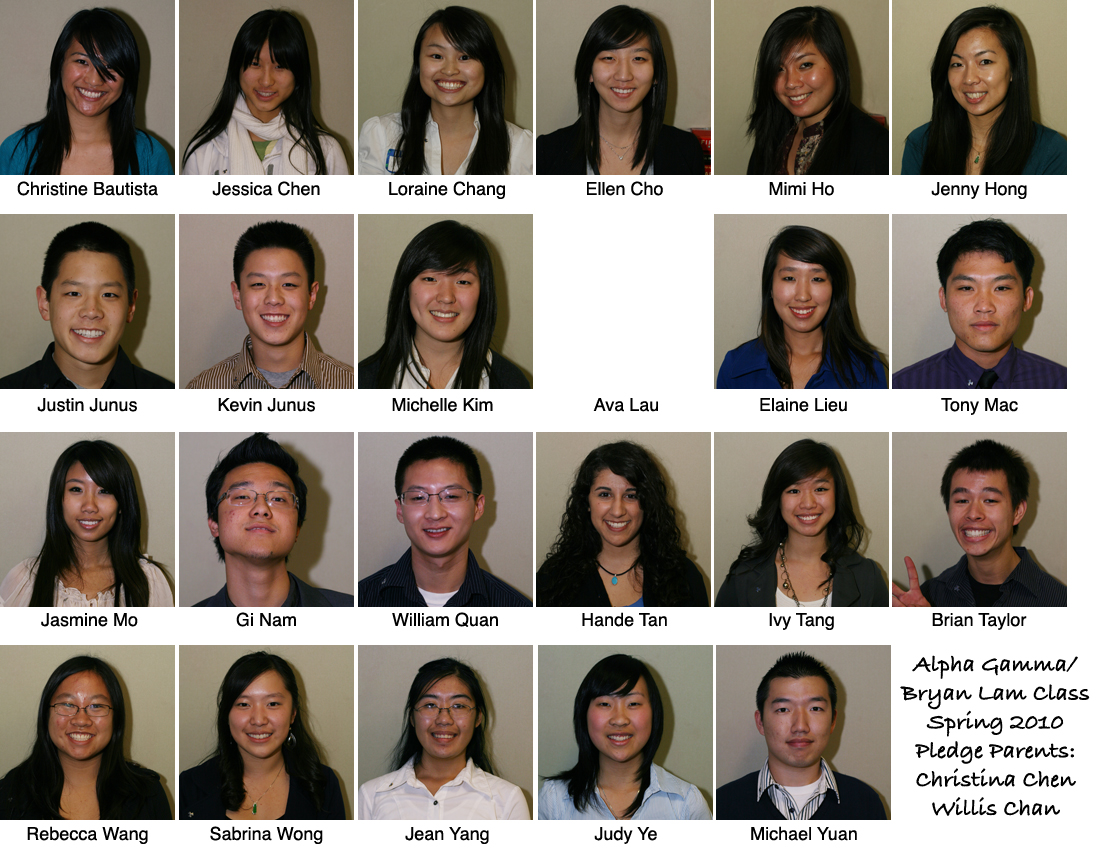 Christine Bautista
Jessica Chen
Loraine Chang
Ellen Cho
Mimi Ho
Jenny Hong
Justin Junus
Kevin Junus
Michelle Kim
Ava Lau
Elaine Lieu
Tony Mac
Jasmine Mo
Gi Nam
William Quan
Hande Tan
Ivy Tang
Brian Taylor
Rebecca Wang
Sabrina Wong
Jean Yang
Judy Ye
Michael Yuan
Alpha Gamma/
Bryan Lam Class
Spring 2010
Pledge Parents:
Christina Chen
Willis Chan